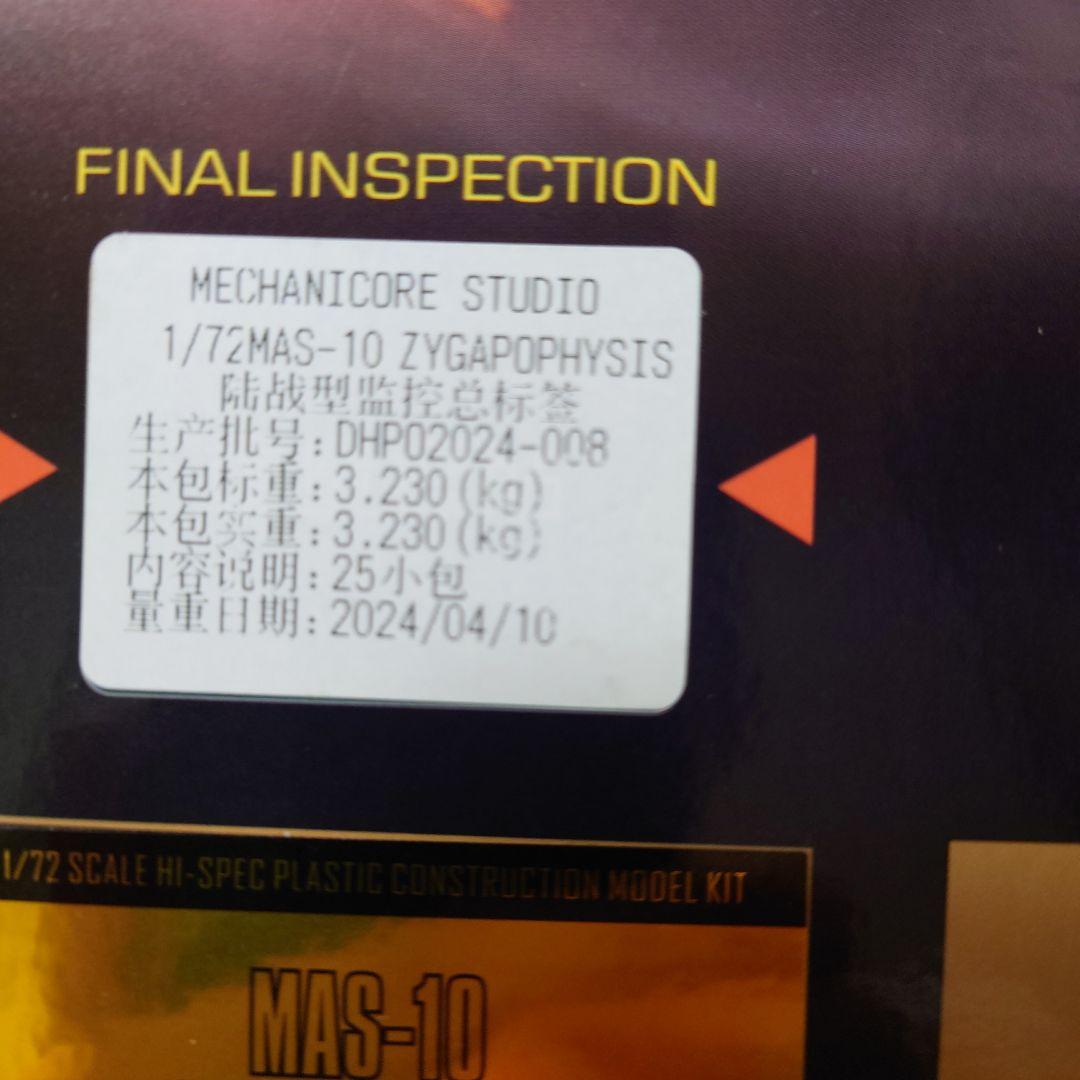 FINAL INSPECTION
MECHANICORE STUDIO
1/72MAS-10 ZYGAPOPHYSIS
陆战型监控总标签
生产批号:DHP02024-008
本包标重:3.230(kg)
本包实重:3.230(kg)
内容说明:25小包
量重日期:2024/04/10
1/72 SCALE HI-SPEC PLASTIC CONSTRUCTION MODEL KIT
MAS-10